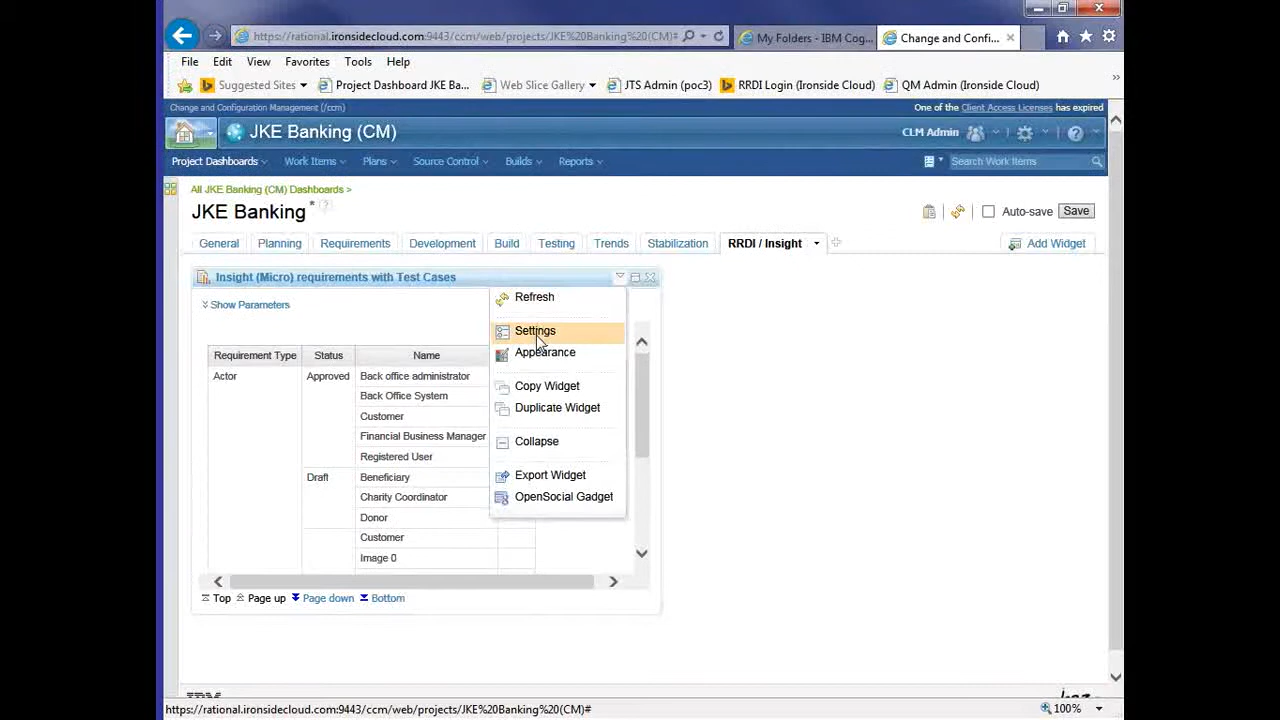 https://rational.ironsidecloud.com:9443/ccm/web/projects/JKE%20Banking%20(CM)# My Folders - IBM Cog... Change and Confi...
File Edit View Favorites Tools Help
Suggested Sites Project Dashboard JKE Ba... Web Slice Gallery JTS Admin (poc3) RRDI Login (Ironside Cloud) QM Admin (Ironside Cloud)
Change and Configuration Management (/ccm) One of the Client Access Licenses has expired
JKE Banking (CM) CLM Admin
Project Dashboards Work Items Plans Source Control Builds Reports Search Work Items
All JKE Banking (CM) Dashboards >
JKE Banking * Auto-save Save
General Planning Requirements Development Build Testing Trends Stabilization RRDI / Insight Add Widget
Insight (Micro) requirements with Test Cases
Show Parameters
Refresh
Settings
Appearance
Copy Widget
Duplicate Widget
Collapse
Export Widget
OpenSocial Gadget
Requirement Type Status Name
Actor Approved Back office administrator
Back Office System
Customer
Financial Business Manager
Registered User
Draft Beneficiary
Charity Coordinator
Donor
Customer
Image 0
Top Page up Page down Bottom
https://rational.ironsidecloud.com:9443/ccm/web/projects/JKE%20Banking%20(CM)# 100%